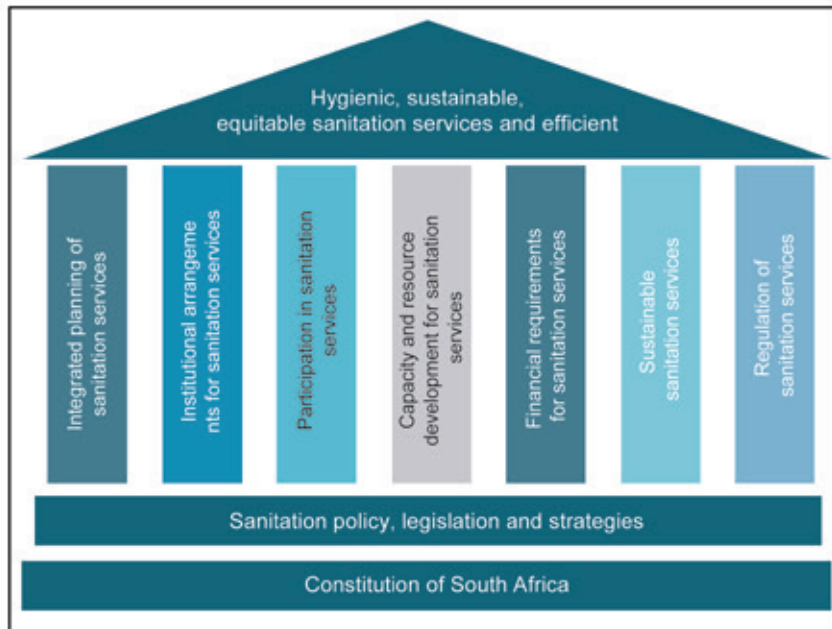 Hygienic, sustainable,
equitable sanitation services and efficient
Integrated planning of
sanitation services
Institutional arrangeme
nts for sanitation services
Participation in sanitation
services
Capacity and resource
development for sanitation
services
Financial requirements
for sanitation services
Sustainable
sanitation services
Regulation of
sanitation services
Sanitation policy, legislation and strategies
Constitution of South Africa